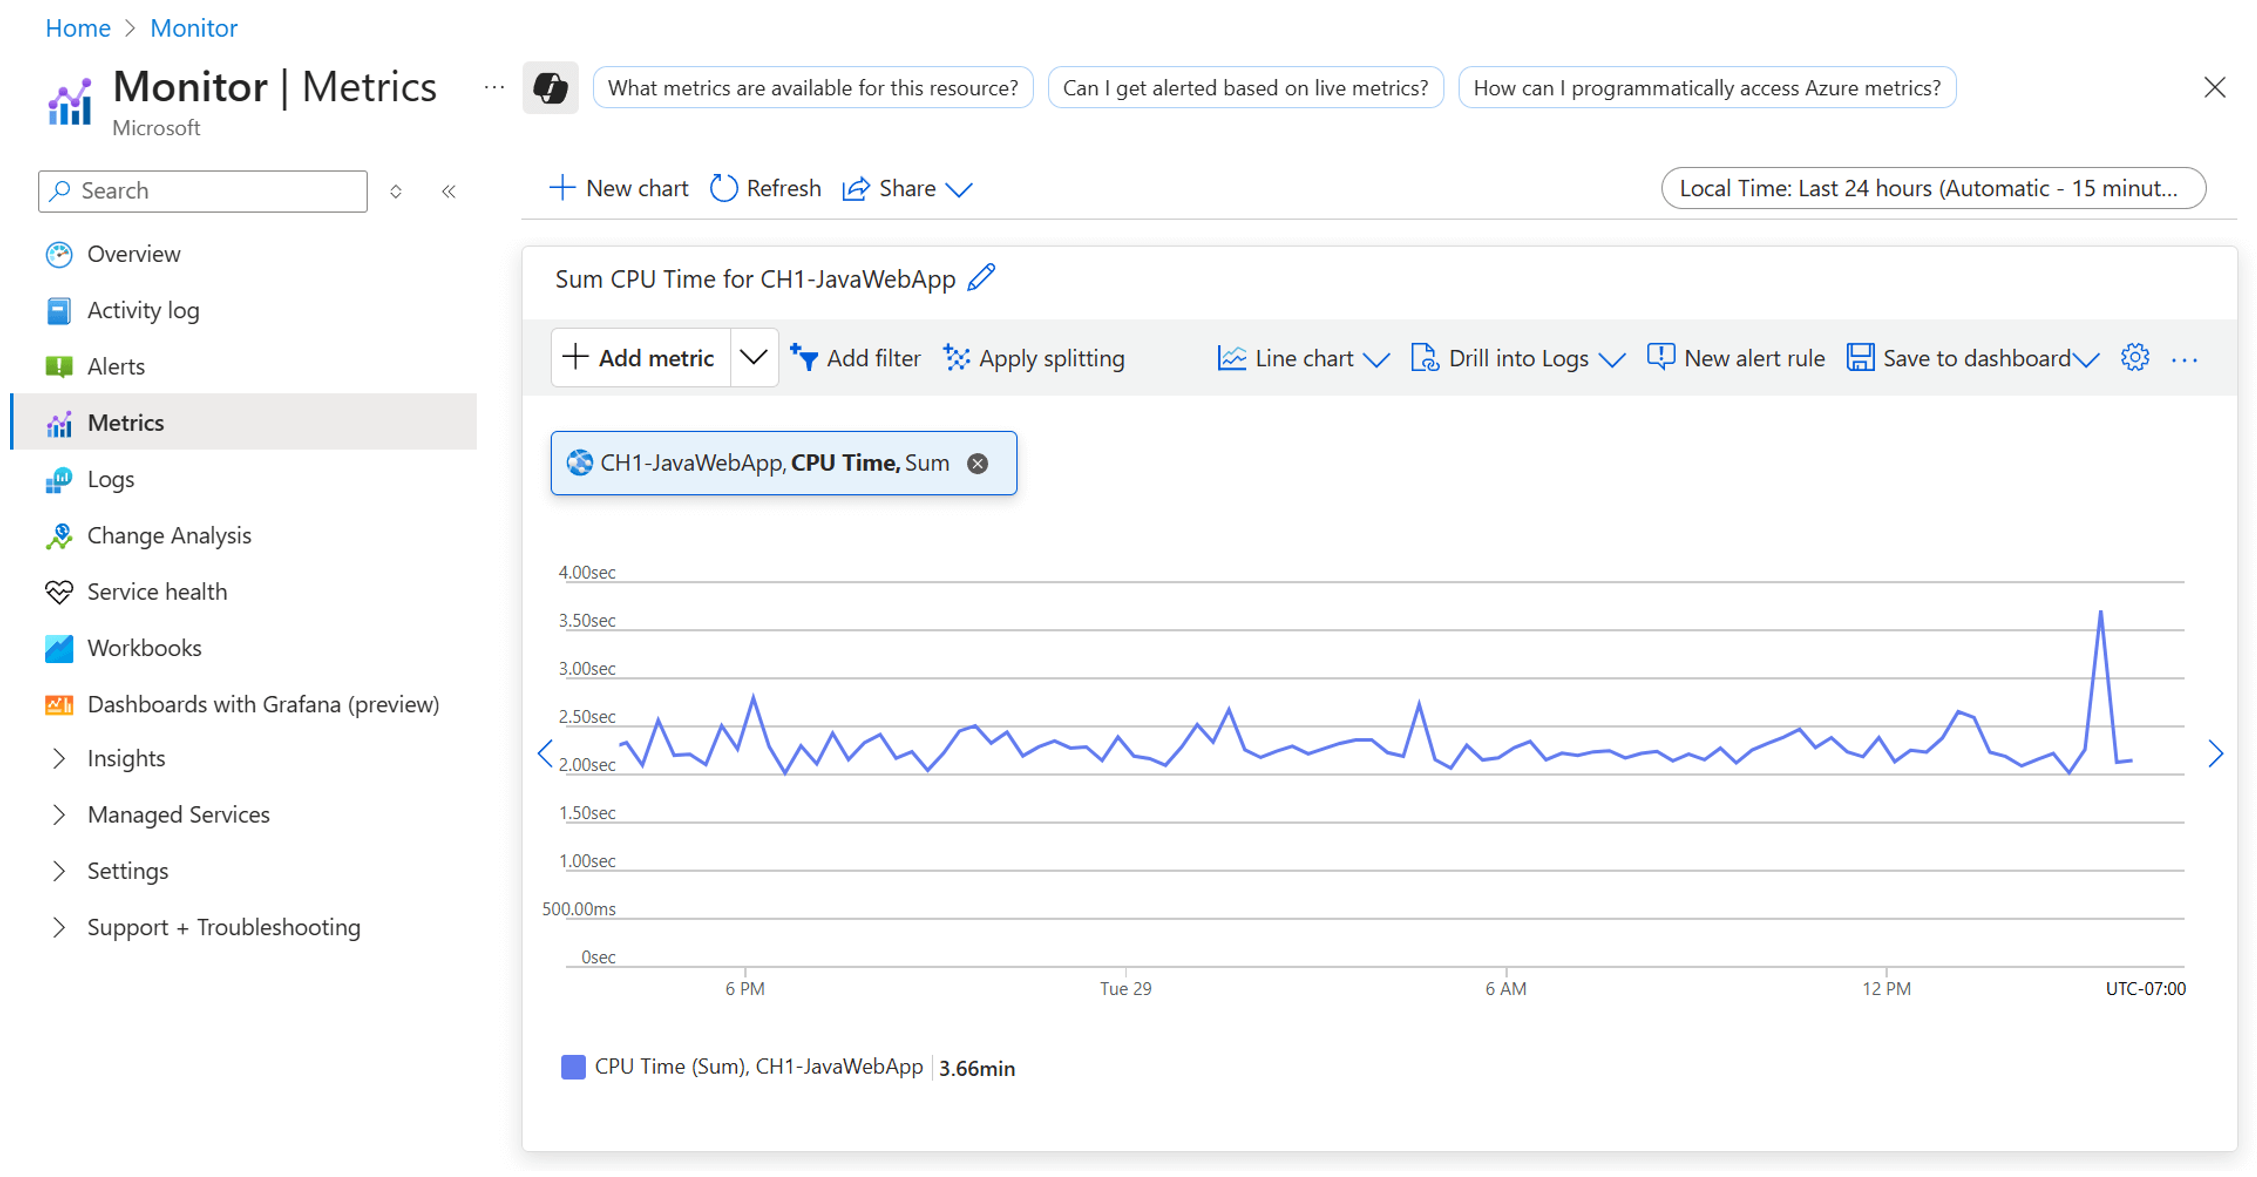 Home > Monitor
Monitor | Metrics ...
Microsoft
What metrics are available for this resource?
Can I get alerted based on live metrics?
How can I programmatically access Azure metrics?
Search
Overview
Activity log
Alerts
Metrics
Logs
Change Analysis
Service health
Workbooks
Dashboards with Grafana (preview)
Insights
Managed Services
Settings
Support + Troubleshooting
New chart Refresh Share
Local Time: Last 24 hours (Automatic - 15 minut...
Sum CPU Time for CH1-JavaWebApp
Add metric Add filter Apply splitting Line chart Drill into Logs New alert rule Save to dashboard ...
CH1-JavaWebApp, CPU Time, Sum
4.00sec
3.50sec
3.00sec
2.50sec
2.00sec
1.50sec
1.00sec
500.00ms
0sec
6 PM Tue 29 6 AM 12 PM UTC-07:00
CPU Time (Sum), CH1-JavaWebApp | 3.66min